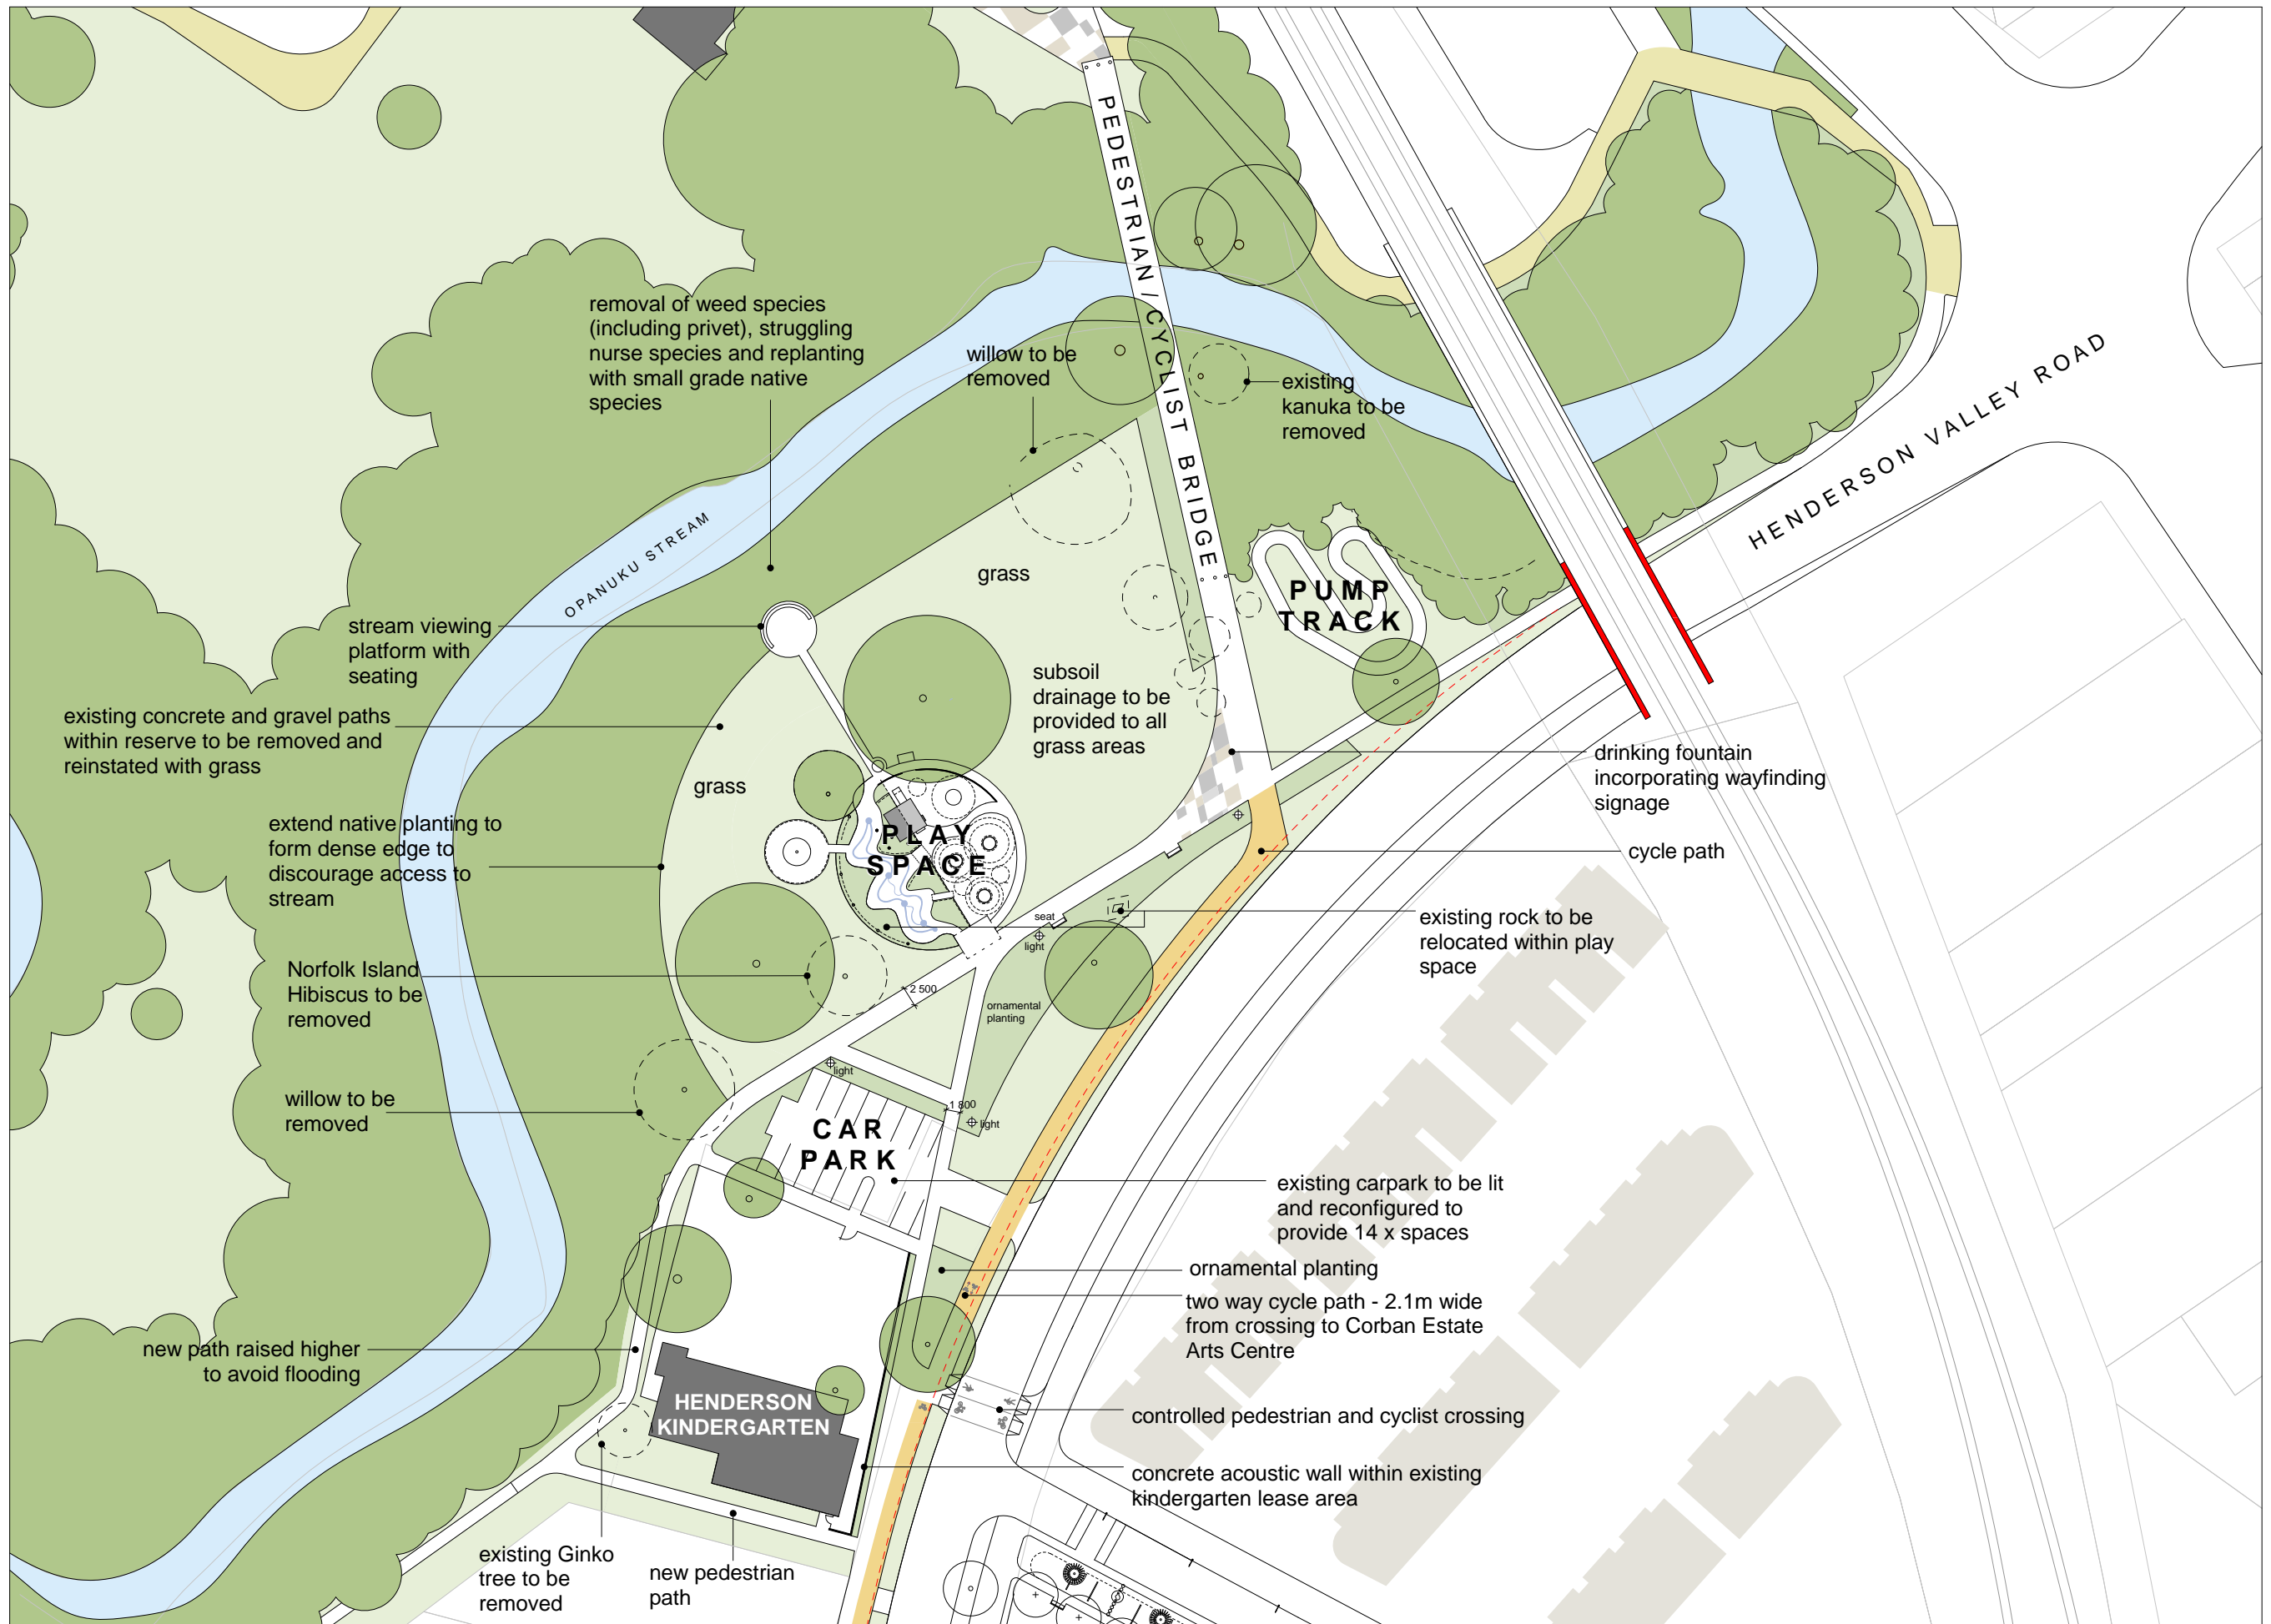 PEDESTRIAN / CYCLIST BRIDGE
removal of weed species
(including privet), struggling
nurse species and replanting
with small grade native
species
willow to be
removed
existing
kanuka to be
removed
HENDERSON VALLEY ROAD
OPANUKU STREAM
grass
PUMP
TRACK
stream viewing
platform with
seating
subsoil
drainage to be
provided to all
grass areas
existing concrete and gravel paths
within reserve to be removed and
reinstated with grass
drinking fountain
incorporating wayfinding
signage
grass
extend native planting to
form dense edge to
discourage access to
stream
PLAY
SPACE
cycle path
seat
light
existing rock to be
relocated within play
space
Norfolk Island
Hibiscus to be
removed
2 500
ornamental
planting
light
willow to be
removed
1 800
light
CAR
PARK
existing carpark to be lit
and reconfigured to
provide 14 x spaces
ornamental planting
two way cycle path - 2.1m wide
from crossing to Corban Estate
Arts Centre
new path raised higher
to avoid flooding
HENDERSON
KINDERGARTEN
controlled pedestrian and cyclist crossing
concrete acoustic wall within existing
kindergarten lease area
existing Ginko
tree to be
removed
new pedestrian
path